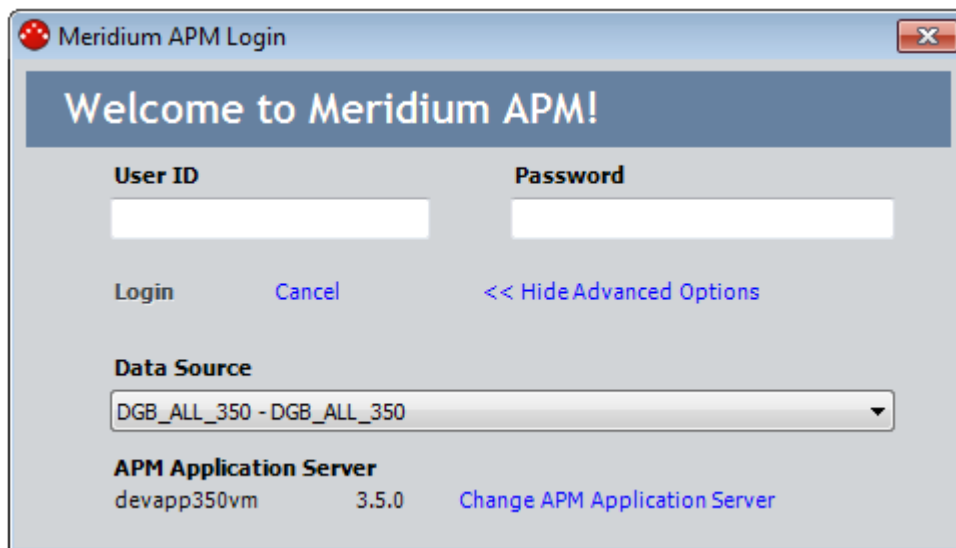 Meridium APM Login
Welcome to Meridium APM!
User ID Password
Login Cancel << Hide Advanced Options
Data Source
DGB_ALL_350 - DGB_ALL_350
APM Application Server
devapp350vm 3.5.0 Change APM Application Server